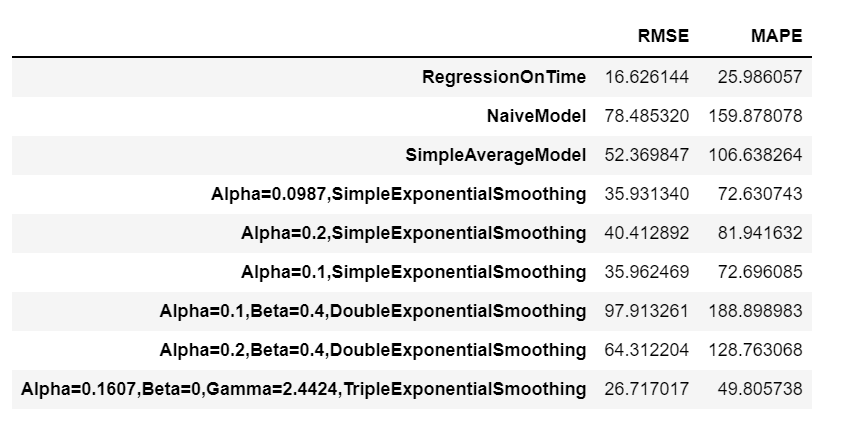 RMSE MAPE
RegressionOnTime 16.626144 25.986057
NaiveModel 78.485320 159.878078
SimpleAverageModel 52.369847 106.638264
Alpha=0.0987,SimpleExponentialSmoothing 35.931340 72.630743
Alpha=0.2,SimpleExponentialSmoothing 40.412892 81.941632
Alpha=0.1,SimpleExponentialSmoothing 35.962469 72.696085
Alpha=0.1,Beta=0.4,DoubleExponentialSmoothing 97.913261 188.898983
Alpha=0.2,Beta=0.4,DoubleExponentialSmoothing 64.312204 128.763068
Alpha=0.1607,Beta=0,Gamma=2.4424,TripleExponentialSmoothing 26.717017 49.805738